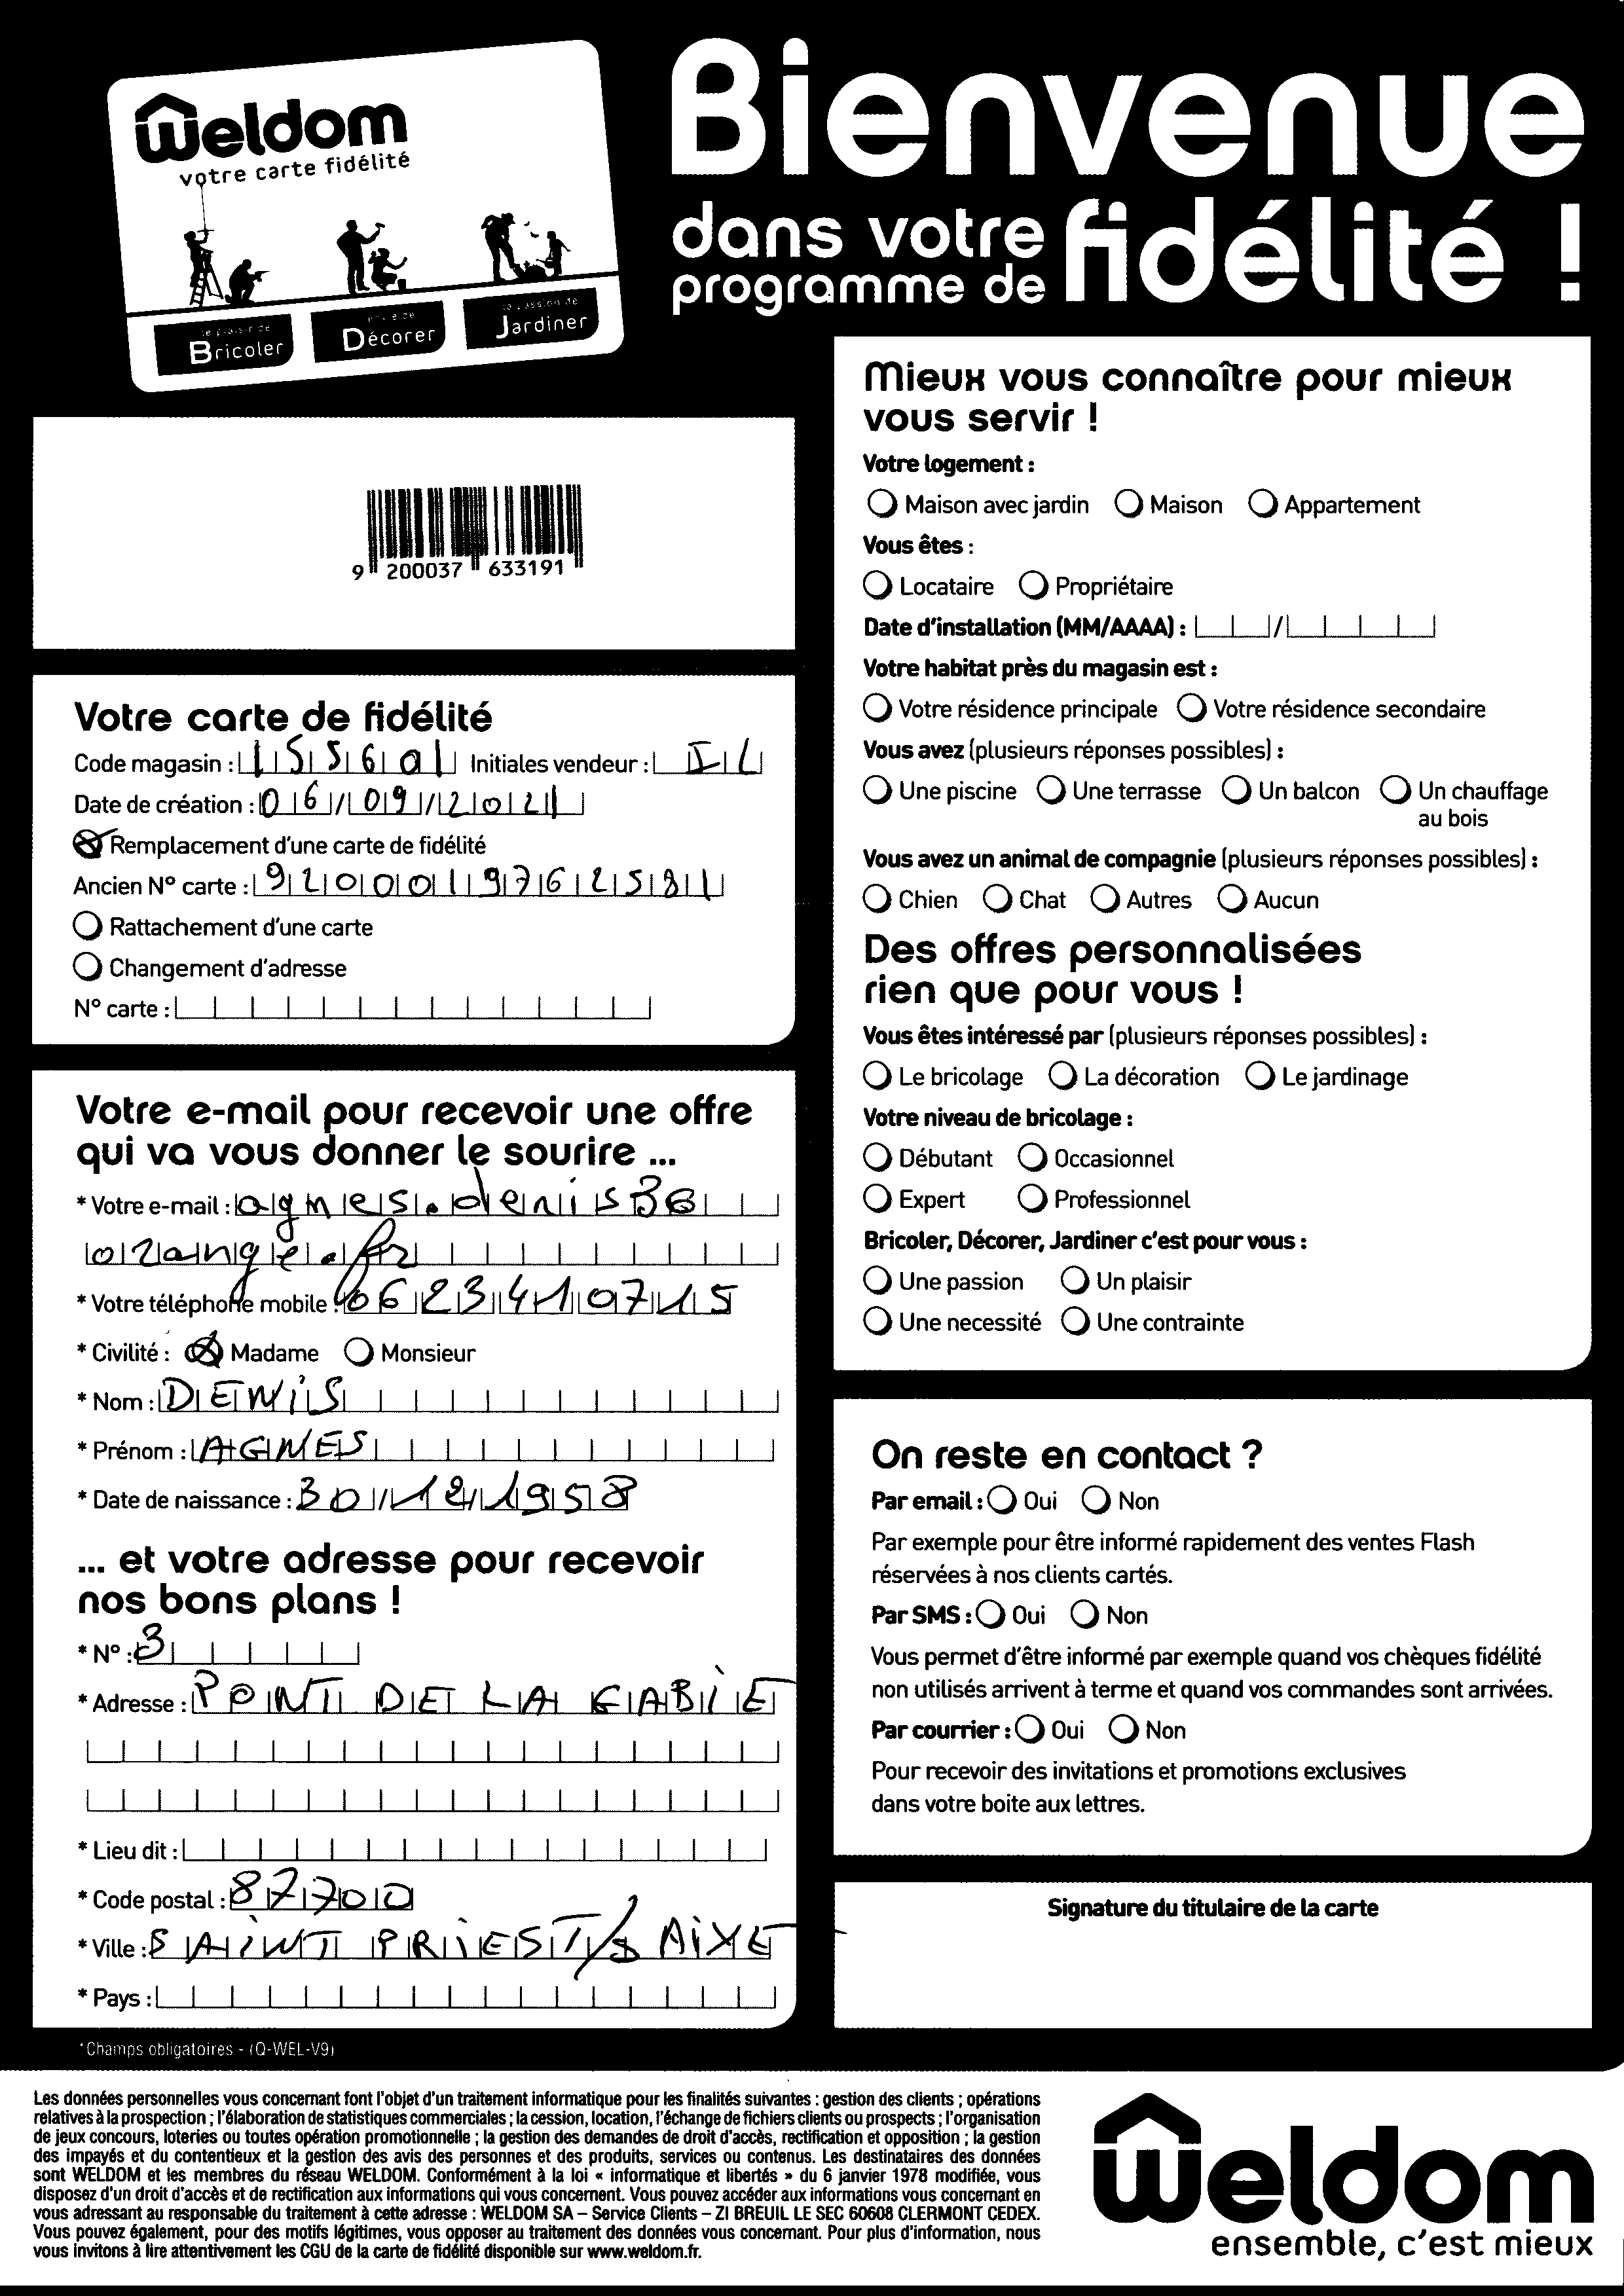 Weldom
votre carte fidélité
Bricoler
Décorer
Jardiner
Bienvenue
dans votre
programme de fidélité !
9 200037 633191
Votre carte de fidélité
Code magasin : 15560 Initiales vendeur : IL
Date de création : 06/09/2021
Remplacement d'une carte de fidélité
Ancien N° carte : 9200019762581
Rattachement d'une carte
Changement d'adresse
N° carte :
Votre e-mail pour recevoir une offre
qui va vous donner le sourire ...
* Votre e-mail : agnes.denis3@
orange.fr
* Votre téléphone mobile : 06 23 41 07 15
* Civilité : Madame Monsieur
* Nom : DENIS
* Prénom : AGNES
* Date de naissance : 30/12/1958
... et votre adresse pour recevoir
nos bons plans !
* N° : 3
* Adresse : PONT DE LA GABIE
* Lieu dit :
* Code postal : 87700
* Ville : SAINT PRIEST/S AIXE
* Pays :
*Champs obligatoires - (Q-WEL-V9)
Mieux vous connaître pour mieux
vous servir !
Votre logement :
Maison avec jardin Maison Appartement
Vous êtes :
Locataire Propriétaire
Date d'installation (MM/AAAA) : /
Votre habitat près du magasin est :
Votre résidence principale Votre résidence secondaire
Vous avez (plusieurs réponses possibles) :
Une piscine Une terrasse Un balcon Un chauffage
au bois
Vous avez un animal de compagnie (plusieurs réponses possibles) :
Chien Chat Autres Aucun
Des offres personnalisées
rien que pour vous !
Vous êtes intéressé par (plusieurs réponses possibles) :
Le bricolage La décoration Le jardinage
Votre niveau de bricolage :
Débutant Occasionnel
Expert Professionnel
Bricoler, Décorer, Jardiner c'est pour vous :
Une passion Un plaisir
Une necessité Une contrainte
On reste en contact ?
Par email : Oui Non
Par exemple pour être informé rapidement des ventes Flash
réservées à nos clients cartés.
Par SMS : Oui Non
Vous permet d'être informé par exemple quand vos chèques fidélité
non utilisés arrivent à terme et quand vos commandes sont arrivées.
Par courrier : Oui Non
Pour recevoir des invitations et promotions exclusives
dans votre boite aux lettres.
Signature du titulaire de la carte
Les données personnelles vous concernant font l'objet d'un traitement informatique pour les finalités suivantes : gestion des clients ; opérations
relatives à la prospection ; l'élaboration de statistiques commerciales ; la cession, location, l'échange de fichiers clients ou prospects ; l'organisation
de jeux concours, loteries ou toutes opération promotionnelle ; la gestion des demandes de droit d'accès, rectification et opposition ; la gestion
des impayés et du contentieux et la gestion des avis des personnes et des produits, services ou contenus. Les destinataires des données
sont WELDOM et les membres du réseau WELDOM. Conformément à la loi « informatique et libertés » du 6 janvier 1978 modifiée, vous
disposez d'un droit d'accès et de rectification aux informations qui vous concernent. Vous pouvez accéder aux informations vous concernant en
vous adressant au responsable du traitement à cette adresse : WELDOM SA – Service Clients – ZI BREUIL LE SEC 60608 CLERMONT CEDEX.
Vous pouvez également, pour des motifs légitimes, vous opposer au traitement des données vous concernant. Pour plus d'information, nous
vous invitons à lire attentivement les CGU de la carte de fidélité disponible sur www.weldom.fr.
Weldom
ensemble, c'est mieux